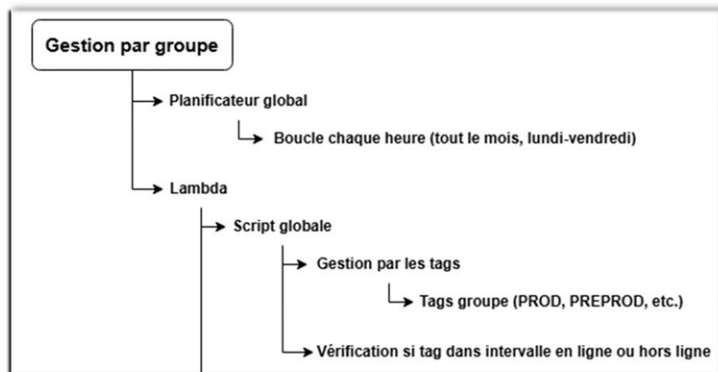 Gestion par groupe
Planificateur global
Boucle chaque heure (tout le mois, lundi-vendredi)
Lambda
Script globale
Gestion par les tags
Tags groupe (PROD, PREPROD, etc.)
Vérification si tag dans intervalle en ligne ou hors ligne